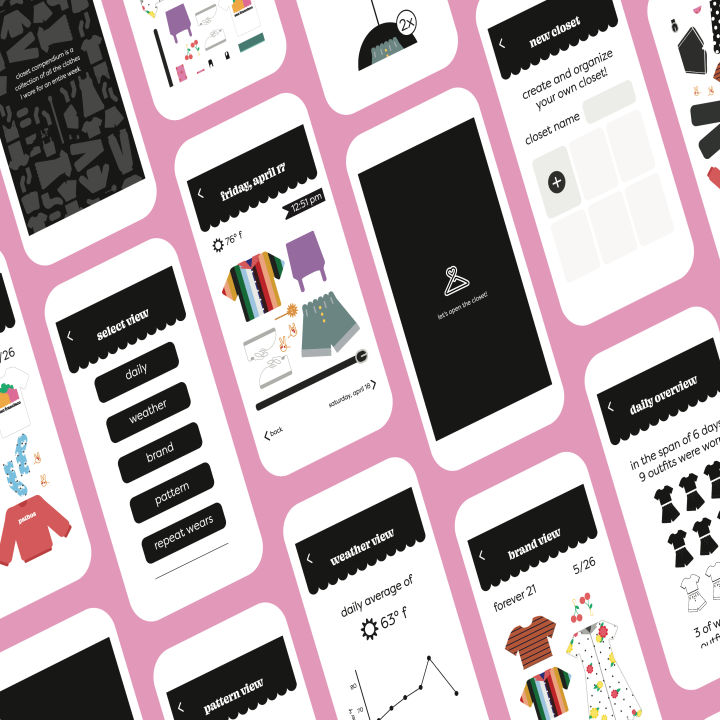 closet compendium is a
collection of all the clothes
I wore for an entire week.
2x
new closet
create and organize
your own closet!
closet name
friday, april 17
12:51 pm
76° f
back
saturday, april 18
let's open the closet!
select view
daily
weather
brand
pattern
repeat wears
/26
daily overview
in the span of 6 days
9 outfits were wor
3 of w
weather view
daily average of
63° f
80
70
brand view
forever 21
5/26
pattern view